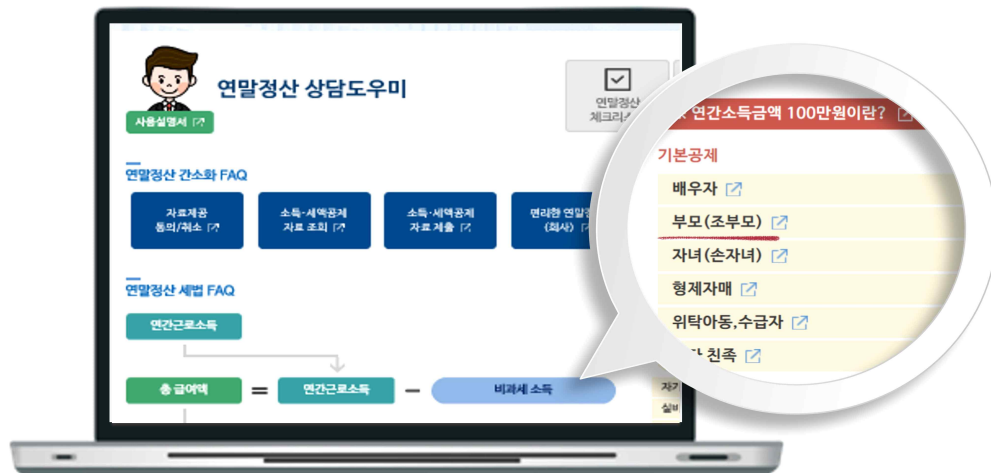 연말정산 상담도우미
사용설명서
연말정산
연말정산 간소화 FAQ
자료제공
동의/취소
소득·세액공제
자료 조회
소득·세액공제
자료 제출
편리한
(회사)
연말정산 세법 FAQ
연간근로소득
총 급여액 = 연간근로소득 - 비과세 소득
연간소득금액 100만원이란?
기본공제
배우자
부모(조부모)
자녀(손자녀)
형제자매
위탁아동,수급자
친족